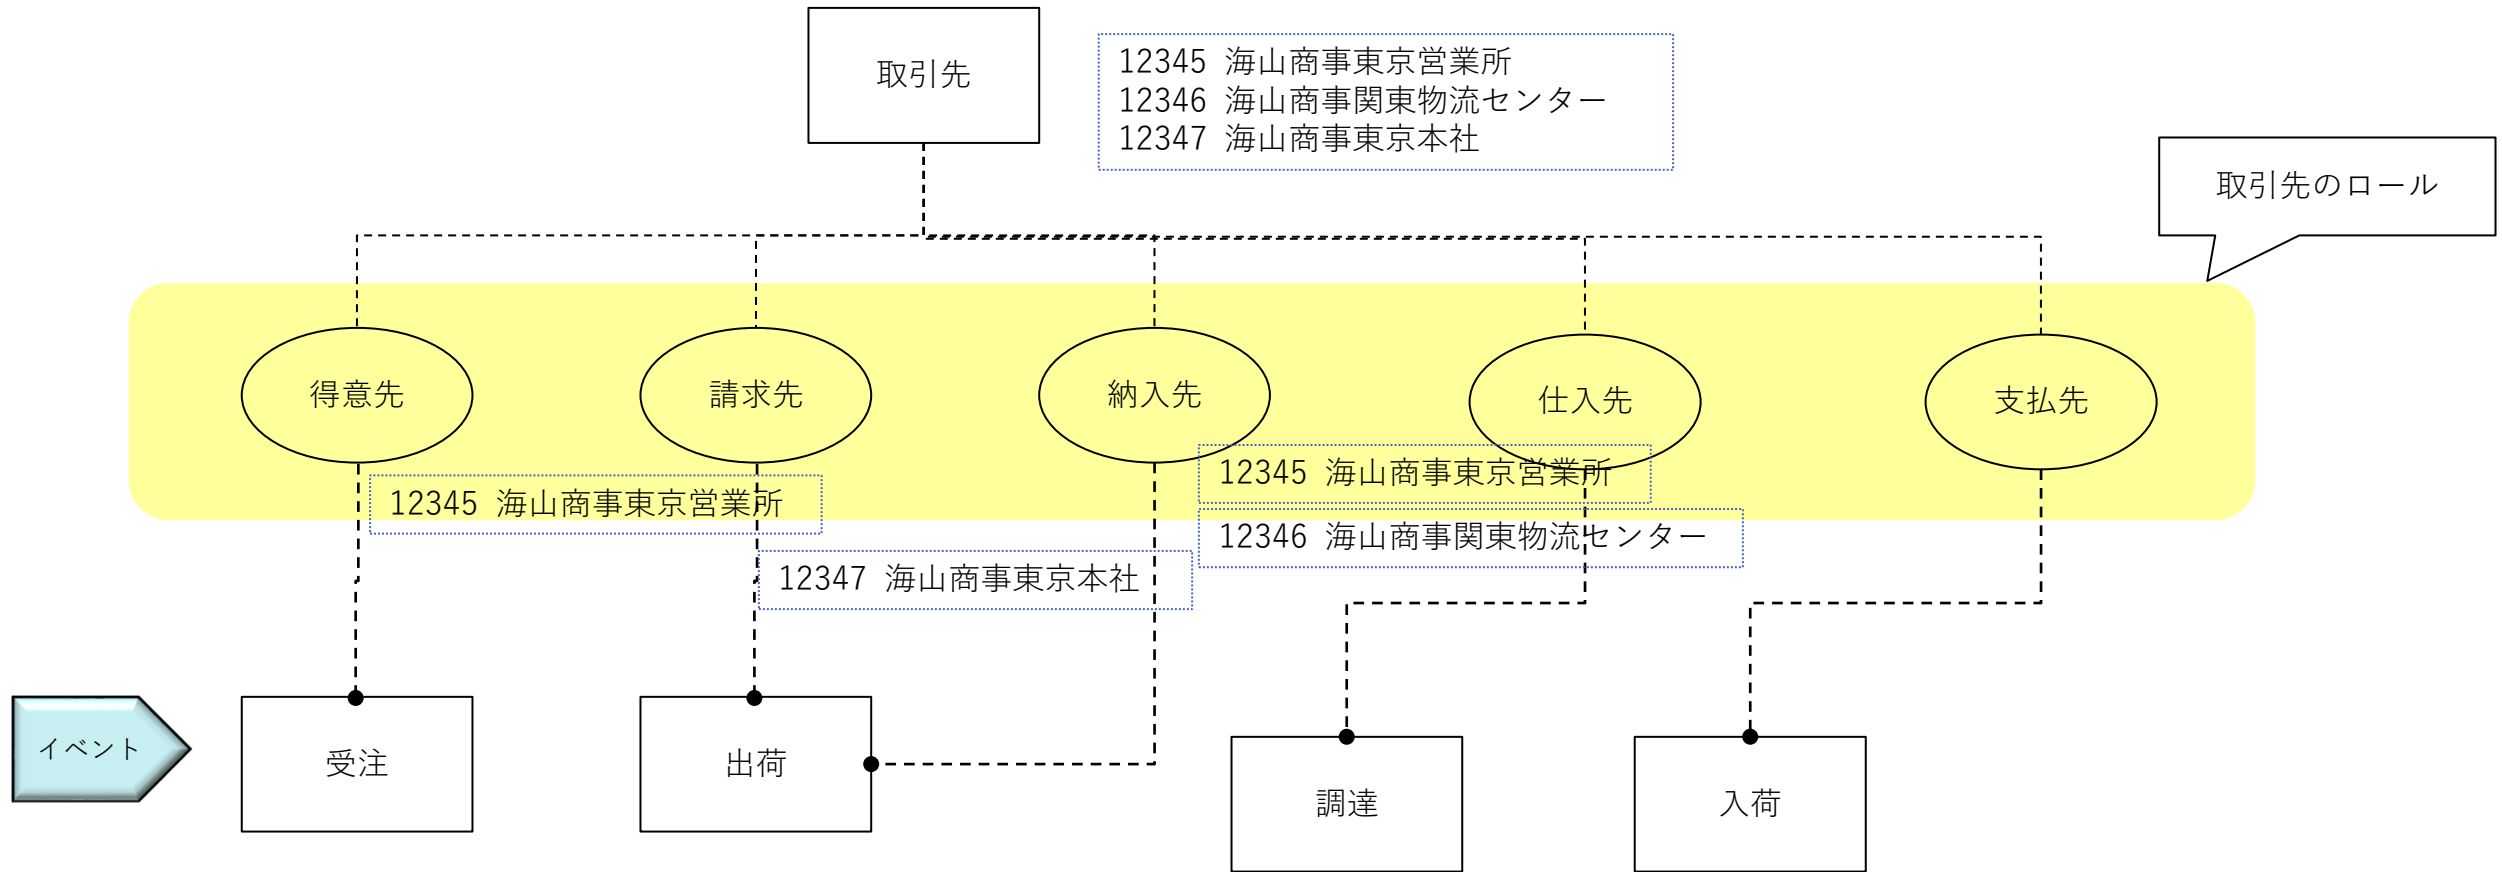 取引先
12345 海山商事東京営業所
12346 海山商事関東物流センター
12347 海山商事東京本社
取引先のロール
得意先
請求先
納入先
仕入先
支払先
12345 海山商事東京営業所
12345 海山商事東京営業所
12346 海山商事関東物流センター
12347 海山商事東京本社
イベント
受注
出荷
調達
入荷